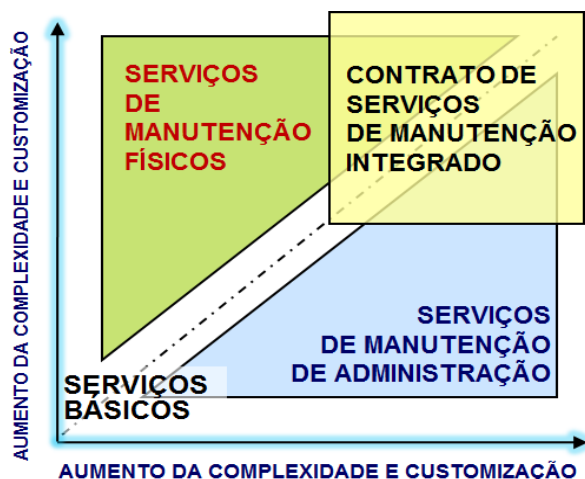 AUMENTO DA COMPLEXIDADE E CUSTOMIZAÇÃO
SERVIÇOS
DE
MANUTENÇÃO
FÍSICOS
CONTRATO DE
SERVIÇOS
DE MANUTENÇÃO
INTEGRADO
SERVIÇOS
DE MANUTENÇÃO
DE ADMINISTRAÇÃO
SERVIÇOS
BÁSICOS
AUMENTO DA COMPLEXIDADE E CUSTOMIZAÇÃO